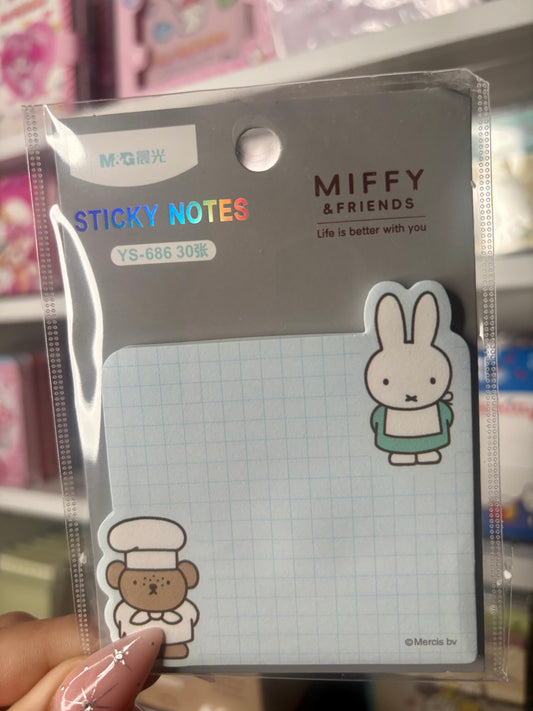 M&G晨光
MIFFY
& FRIENDS
Life is better with you
STICKY NOTES
YS-686 30张
©Mercis bv